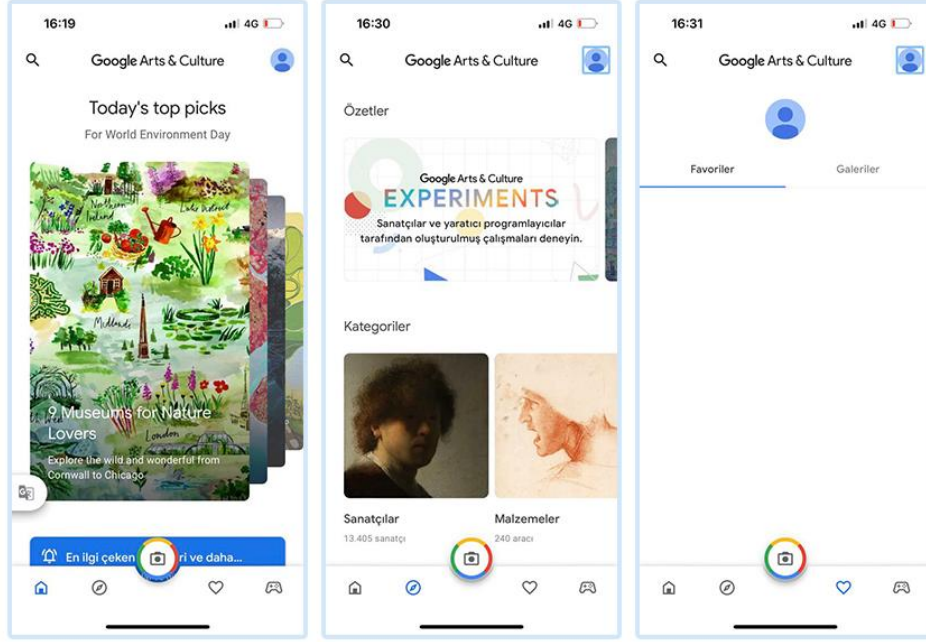 16:19
4G
Google Arts & Culture
Today's top picks
For World Environment Day
Northern
Ireland
Lake District
Midlands
London
9 Museums for Nature
Lovers
Explore the wild and wonderful from
Cornwall to Chicago
En ilgi çeken
ri ve daha...
16:30
4G
Google Arts & Culture
Özetler
Google Arts & Culture
EXPERIMENTS
Sanatçılar ve yaratıcı programlayıcılar
tarafından oluşturulmuş çalışmaları deneyin.
Kategoriler
Sanatçılar
13.405 sanatçı
Malzemeler
240 aracı
16:31
4G
Google Arts & Culture
Favoriler
Galeriler